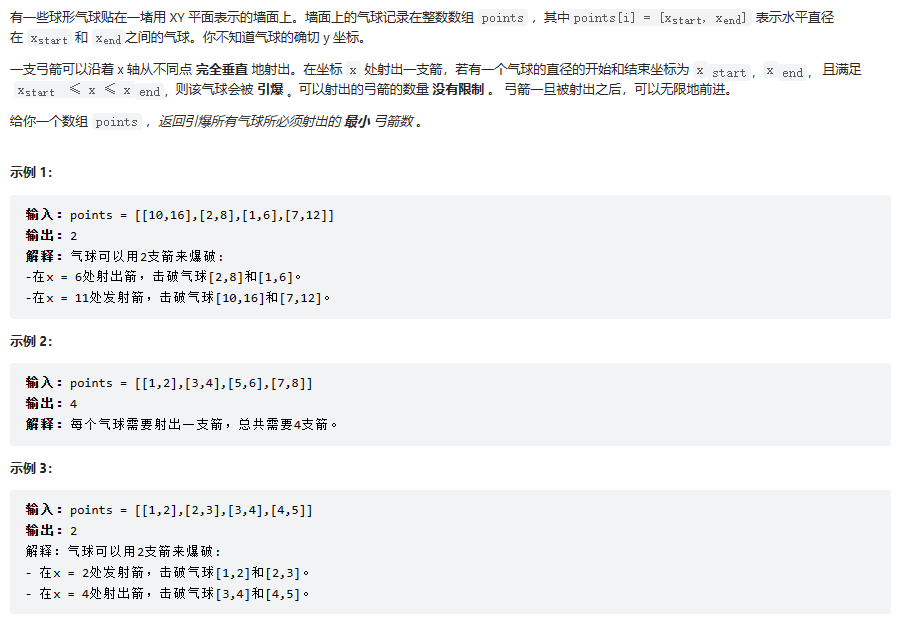 有一些球形气球贴在一堵用 XY 平面表示的墙面上。墙面上的气球记录在整数数组 points ，其中 points[i] = [xstart, xend] 表示水平直径
在 xstart 和 xend之间的气球。你不知道气球的确切 y 坐标。
一支弓箭可以沿着 x 轴从不同点 完全垂直 地射出。在坐标 x 处射出一支箭，若有一个气球的直径的开始和结束坐标为 x start，x end， 且满足
xstart ≤ x ≤ x end，则该气球会被 引爆 。可以射出的弓箭的数量 没有限制 。 弓箭一旦被射出之后，可以无限地前进。
给你一个数组 points ，返回引爆所有气球所必须射出的 最小 弓箭数 。
示例 1：
输入：points = [[10,16],[2,8],[1,6],[7,12]]
输出：2
解释：气球可以用2支箭来爆破:
-在x = 6处射出箭，击破气球[2,8]和[1,6]。
-在x = 11处发射箭，击破气球[10,16]和[7,12]。
示例 2：
输入：points = [[1,2],[3,4],[5,6],[7,8]]
输出：4
解释：每个气球需要射出一支箭，总共需要4支箭。
示例 3：
输入：points = [[1,2],[2,3],[3,4],[4,5]]
输出：2
解释：气球可以用2支箭来爆破:
- 在x = 2处发射箭，击破气球[1,2]和[2,3]。
- 在x = 4处射出箭，击破气球[3,4]和[4,5]。